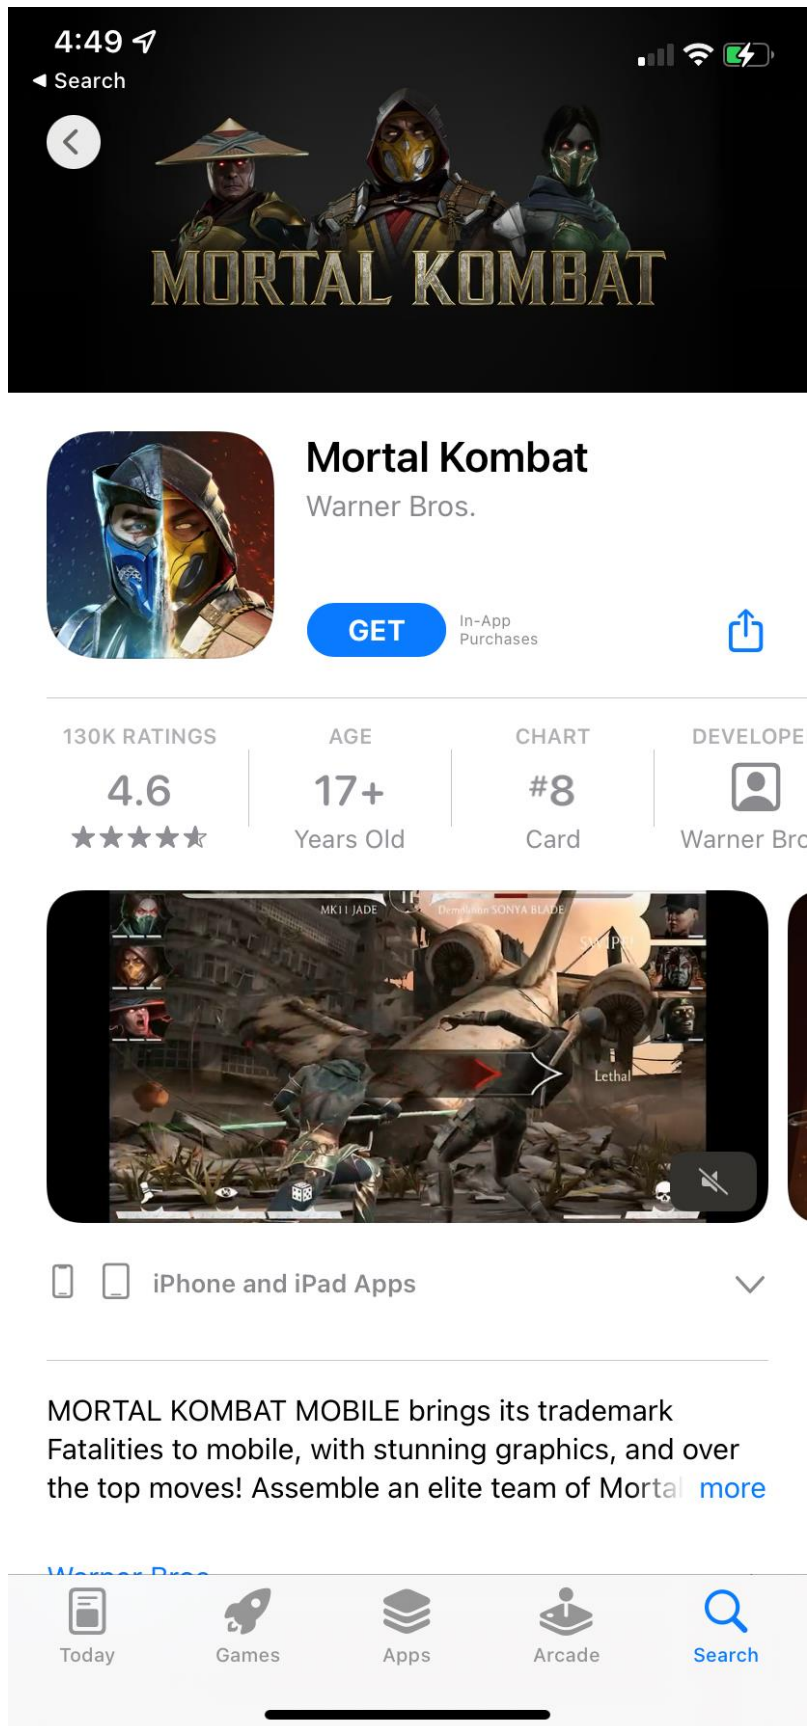 4:49
Search
MORTAL KOMBAT
Mortal Kombat
Warner Bros.
GET
In-App
Purchases
130K RATINGS
4.6
AGE
17+
Years Old
CHART
#8
Card
DEVELOPE
Warner Bro
MK11 JADE
Demolition SONYA BLADE
Lethal
iPhone and iPad Apps
MORTAL KOMBAT MOBILE brings its trademark
Fatalities to mobile, with stunning graphics, and over
the top moves! Assemble an elite team of Mortal more
Warner Bros.
Today
Games
Apps
Arcade
Search